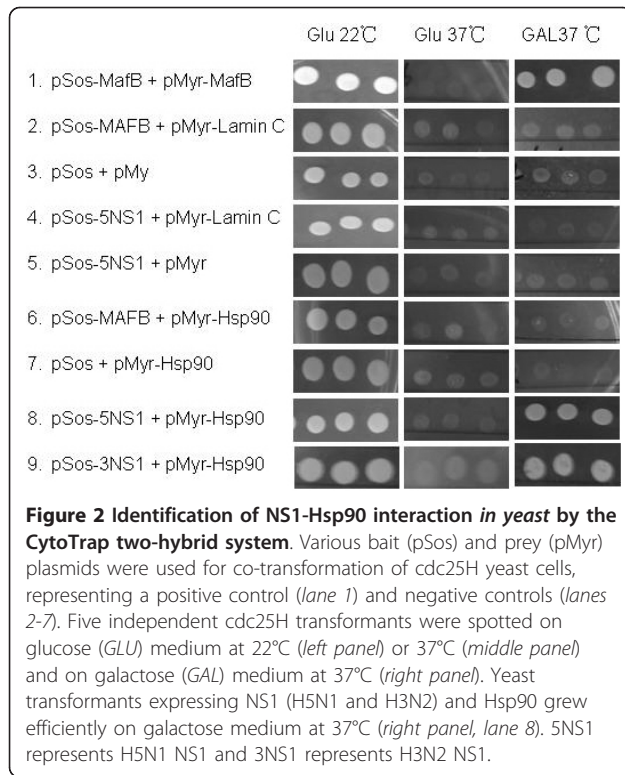 Glu 22℃ Glu 37℃ GAL37 ℃
1. pSos-MafB + pMyr-MafB
2. pSos-MAFB + pMyr-Lamin C
3. pSos + pMy
4. pSos-5NS1 + pMyr-Lamin C
5. pSos-5NS1 + pMyr
6. pSos-MAFB + pMyr-Hsp90
7. pSos + pMyr-Hsp90
8. pSos-5NS1 + pMyr-Hsp90
9. pSos-3NS1 + pMyr-Hsp90
Figure 2 Identification of NS1-Hsp90 interaction in yeast by the
CytoTrap two-hybrid system. Various bait (pSos) and prey (pMyr)
plasmids were used for co-transformation of cdc25H yeast cells,
representing a positive control (lane 1) and negative controls (lanes
2-7). Five independent cdc25H transformants were spotted on
glucose (GLU) medium at 22°C (left panel) or 37°C (middle panel)
and on galactose (GAL) medium at 37°C (right panel). Yeast
transformants expressing NS1 (H5N1 and H3N2) and Hsp90 grew
efficiently on galactose medium at 37°C (right panel, lane 8). 5NS1
represents H5N1 NS1 and 3NS1 represents H3N2 NS1.